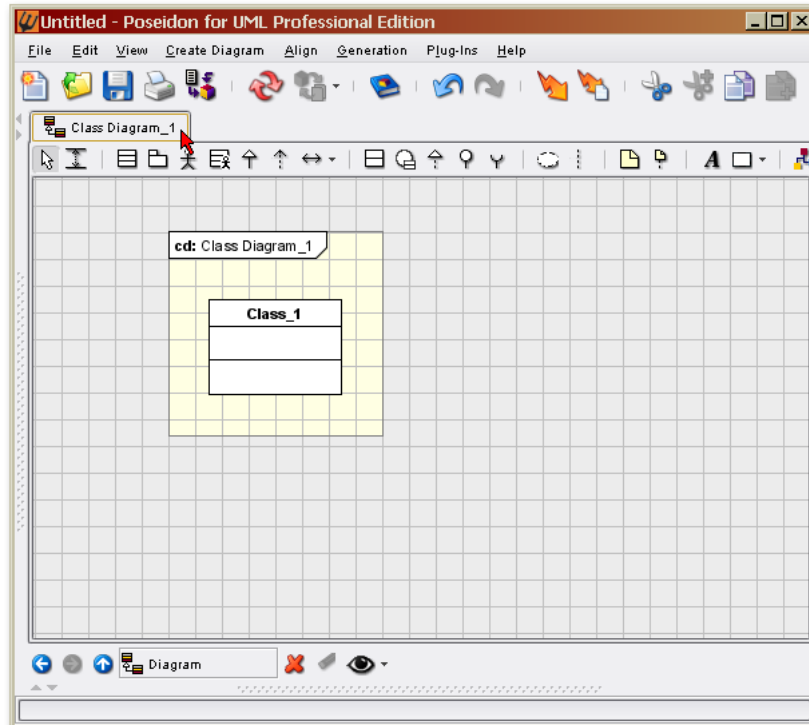 Untitled - Poseidon for UML Professional Edition
File Edit View Create Diagram Align Generation Plug-Ins Help
Class Diagram_1
A
cd: Class Diagram_1
Class_1
Diagram